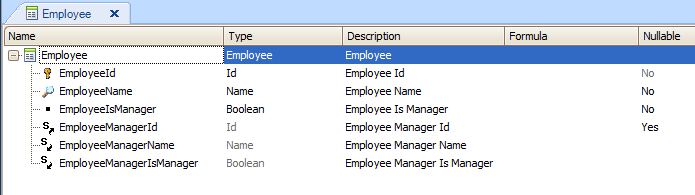 Employee
Name Type Description Formula Nullable
Employee Employee Employee
EmployeeId Id Employee Id No
EmployeeName Name Employee Name No
EmployeeIsManager Boolean Employee Is Manager No
EmployeeManagerId Id Employee Manager Id Yes
EmployeeManagerName Name Employee Manager Name
EmployeeManagerIsManager Boolean Employee Manager Is Manager